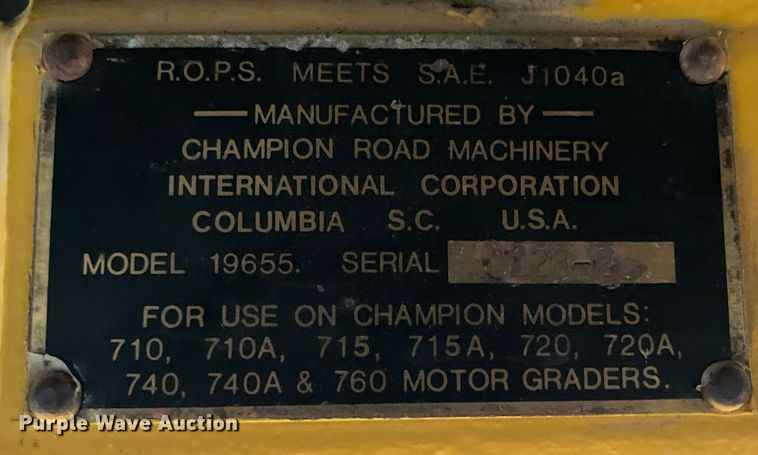 R.O.P.S. MEETS S.A.E. J1040a
— MANUFACTURED BY —
CHAMPION ROAD MACHINERY
INTERNATIONAL CORPORATION
COLUMBIA S.C. U.S.A.
MODEL 19655. SERIAL
FOR USE ON CHAMPION MODELS:
710, 710A, 715, 715A, 720, 720A,
740, 740A & 760 MOTOR GRADERS.
Purple Wave Auction